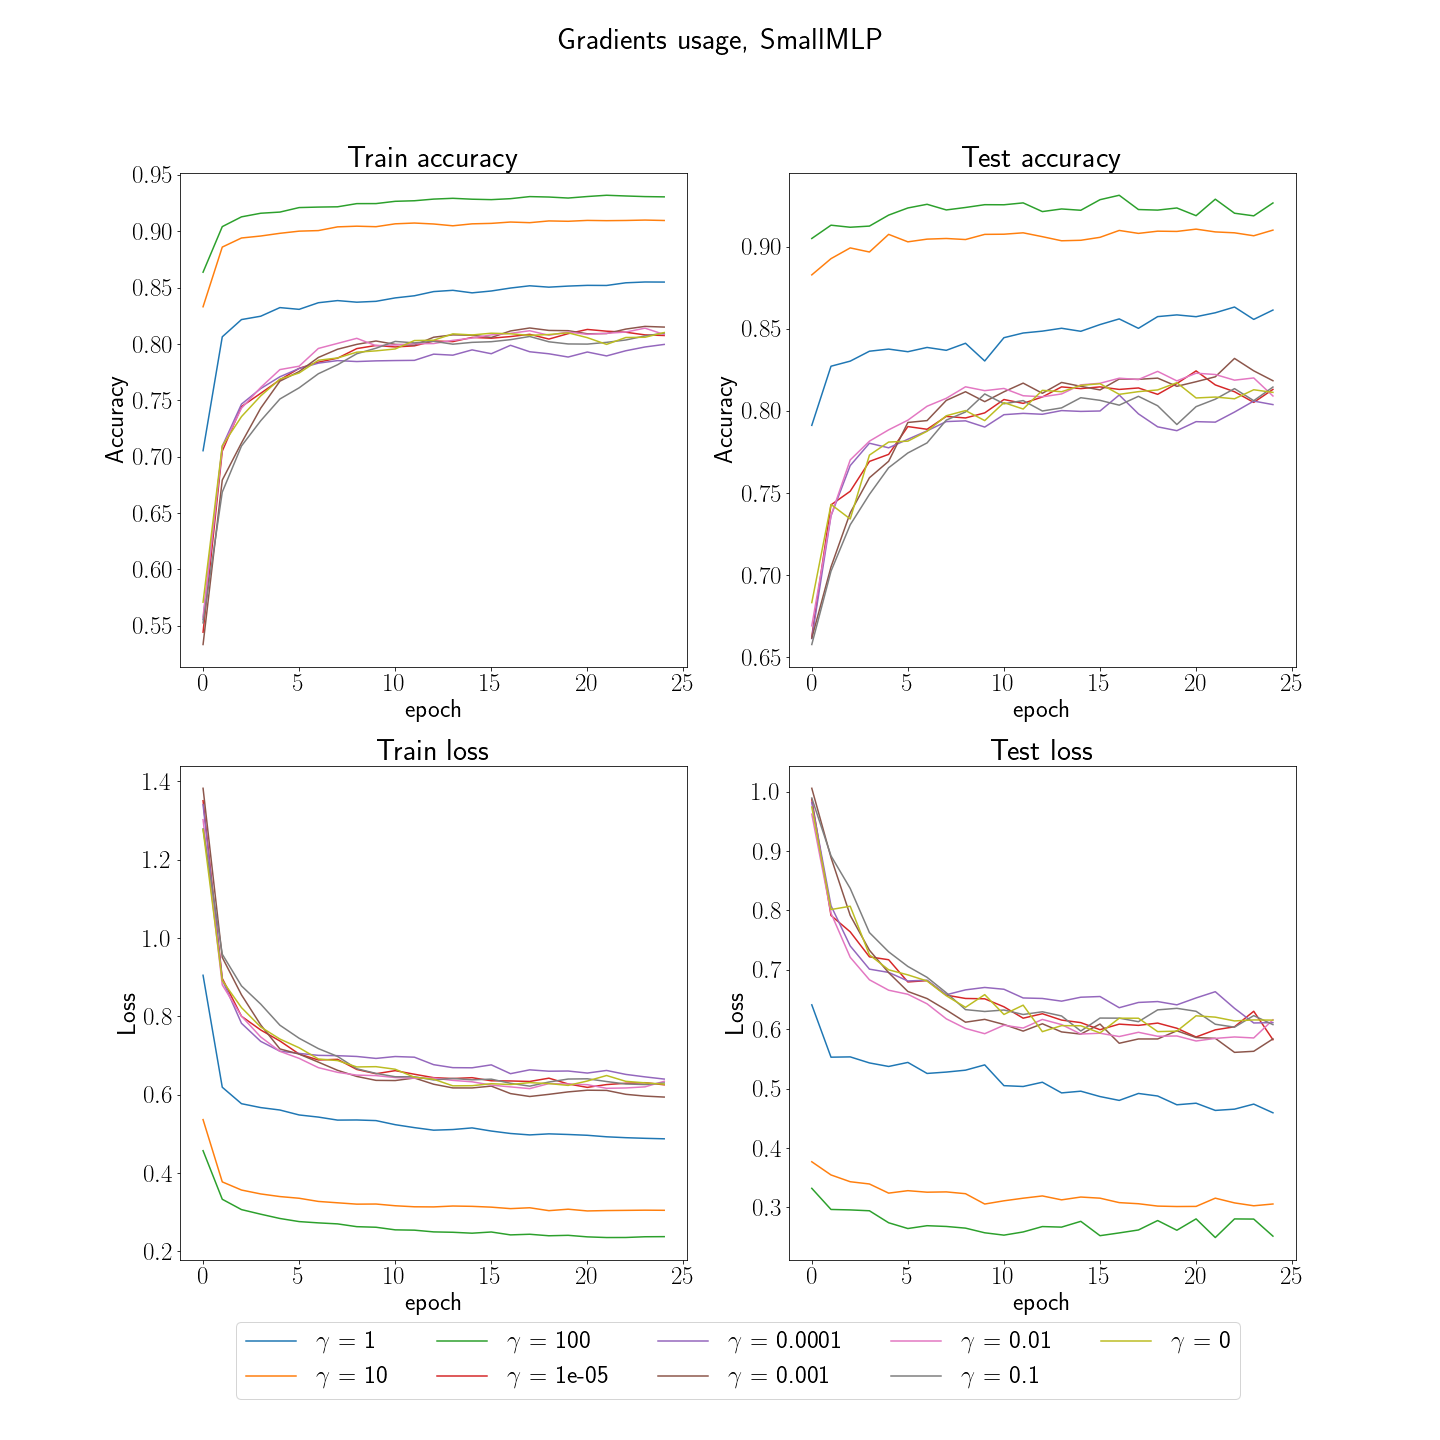 Gradients usage, SmallMLP
Train accuracy
Test accuracy
0.95
0.90
0.85
0.80
0.75
0.70
0.65
0.60
0.55
Accuracy
0 5 10 15 20 25
epoch
0.90
0.85
0.80
0.75
0.70
0.65
Accuracy
0 5 10 15 20 25
epoch
Train loss
Test loss
1.4
1.2
1.0
0.8
0.6
0.4
0.2
Loss
0 5 10 15 20 25
epoch
1.0
0.9
0.8
0.7
0.6
0.5
0.4
0.3
Loss
0 5 10 15 20 25
epoch
γ = 1 γ = 100 γ = 0.0001 γ = 0.01 γ = 0
γ = 10 γ = 1e-05 γ = 0.001 γ = 0.1